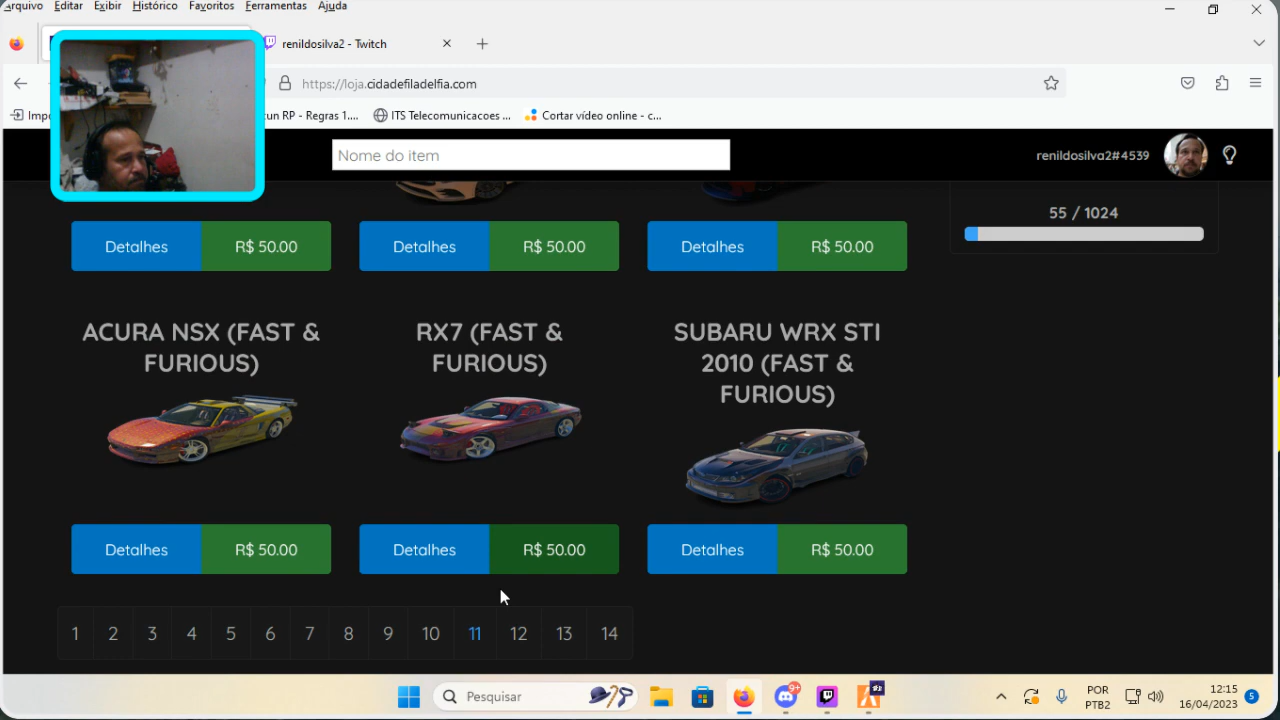 Arquivo Editar Exibir Histórico Favoritos Ferramentas Ajuda
renildosilva2 - Twitch
https://loja.cidadefiladelfia.com
RP - Regras 1.... ITS Telecomunicacoes ... Cortar vídeo online - c...
Nome do item
renildosilva2#4539
55 / 1024
Detalhes R$ 50.00 Detalhes R$ 50.00 Detalhes R$ 50.00
ACURA NSX (FAST &
FURIOUS)
RX7 (FAST &
FURIOUS)
SUBARU WRX STI
2010 (FAST &
FURIOUS)
Detalhes R$ 50.00 Detalhes R$ 50.00 Detalhes R$ 50.00
1 2 3 4 5 6 7 8 9 10 11 12 13 14
Pesquisar
9+
POR
PTB2
12:15
16/04/2023
5